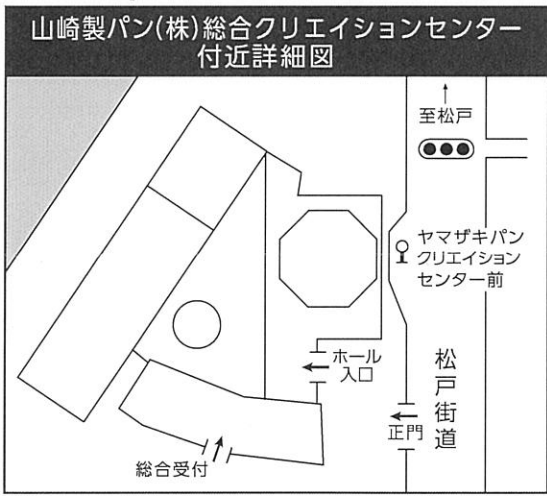 山崎製パン(株)総合クリエイションセンター
付近詳細図
↑
至松戸
ヤマザキパン
クリエイション
センター前
ホール
入口
松戸街道
正門
総合受付